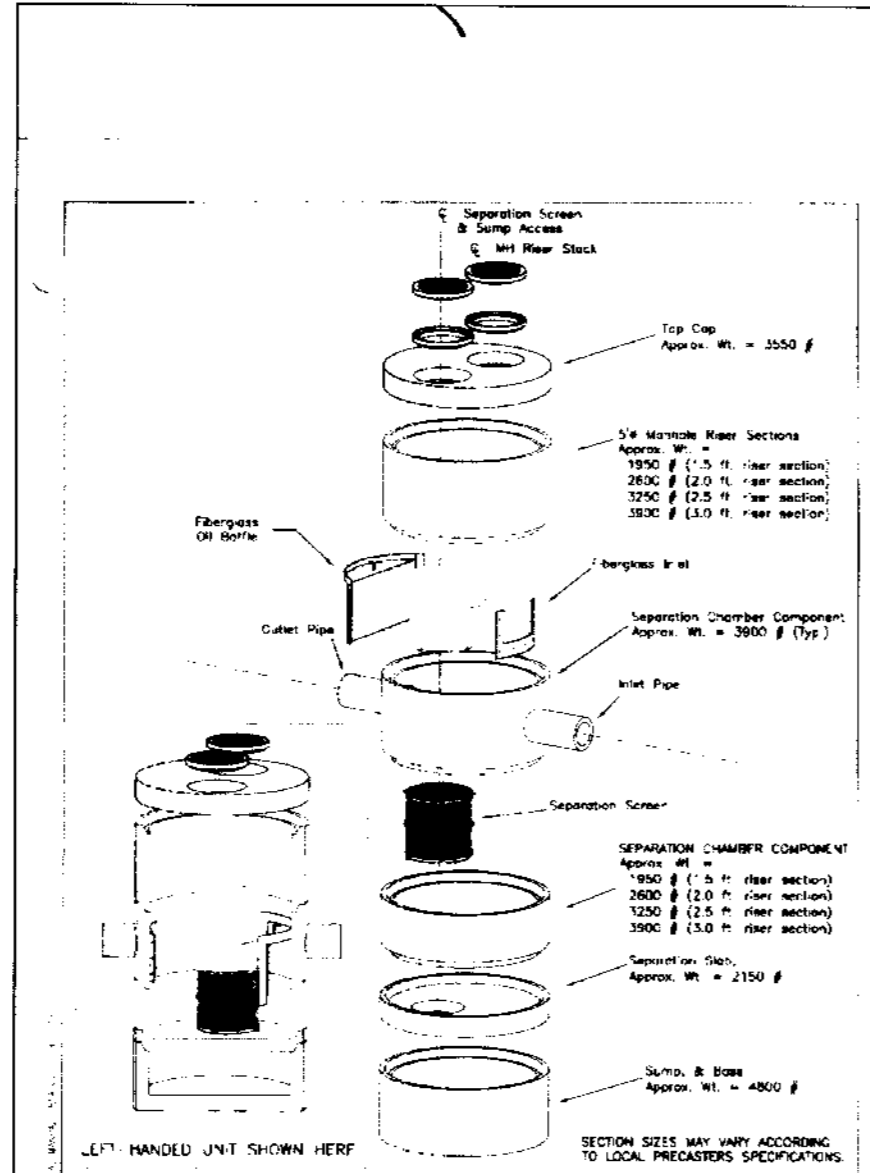 ℄ Separation Screen
& Sump Access
℄ MH Riser Stack
Top Cap
Approx. Wt. = 3550 #
5'ø Manhole Riser Sections
Approx. Wt. =
1950 # (1.5 ft. riser section)
2600 # (2.0 ft. riser section)
3250 # (2.5 ft. riser section)
3900 # (3.0 ft. riser section)
Fiberglass
Oil Baffle
Fiberglass Inlet
Separation Chamber Component
Approx. Wt. = 3900 # (Typ.)
Outlet Pipe
Inlet Pipe
Separation Screen
SEPARATION CHAMBER COMPONENT
Approx. Wt. =
1950 # (1.5 ft. riser section)
2600 # (2.0 ft. riser section)
3250 # (2.5 ft. riser section)
3900 # (3.0 ft. riser section)
Separation Slab,
Approx. Wt. = 2150 #
Sump, & Base
Approx. Wt. = 4800 #
LEFT-HANDED UNIT SHOWN HERE
SECTION SIZES MAY VARY ACCORDING
TO LOCAL PRECASTERS SPECIFICATIONS.